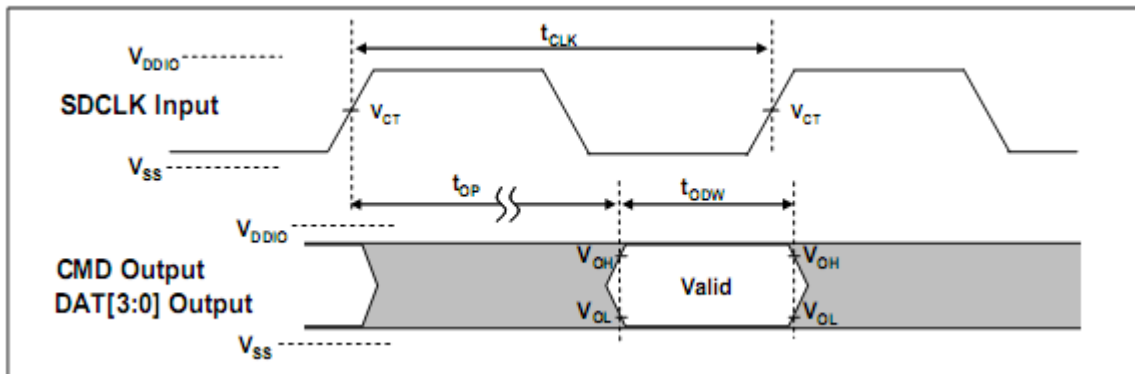 tCLK
VDDIO
SDCLK Input
VCT
VCT
VSS
tOP
tODW
VDDIO
CMD Output
DAT[3:0] Output
VOH
VOH
Valid
VOL
VOL
VSS